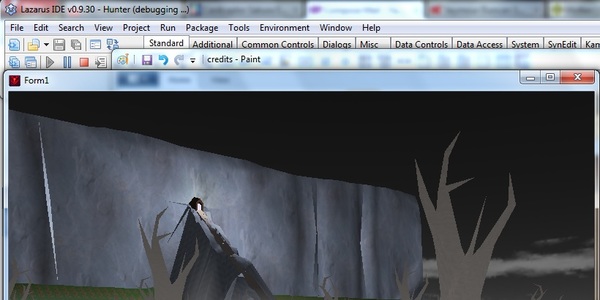 Lazarus IDE v0.9.30 - Hunter (debugging ...)
File Edit Search View Project Run Package Tools Environment Window Help
Standard Additional Common Controls Dialogs Misc Data Controls Data Access System SynEdit
credits - Paint
Form1